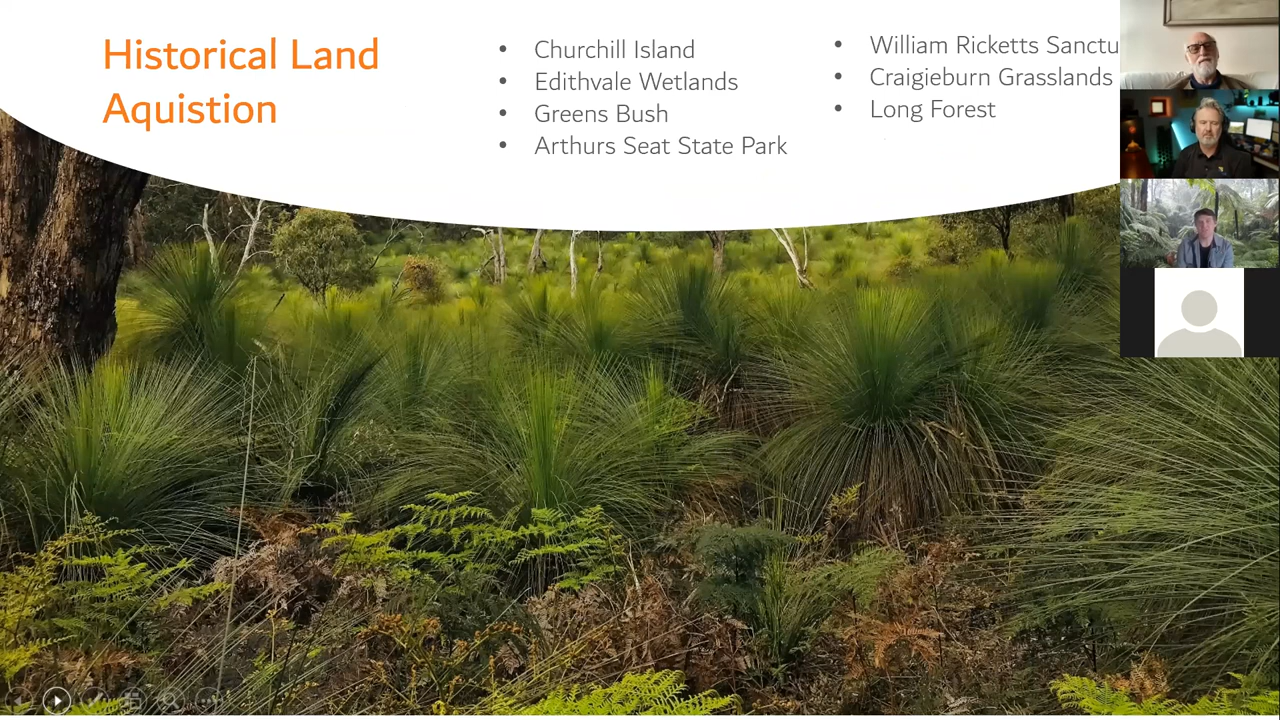 Historical Land
Aquistion
• Churchill Island
• Edithvale Wetlands
• Greens Bush
• Arthurs Seat State Park
• William Ricketts Sanctu
• Craigieburn Grasslands
• Long Forest